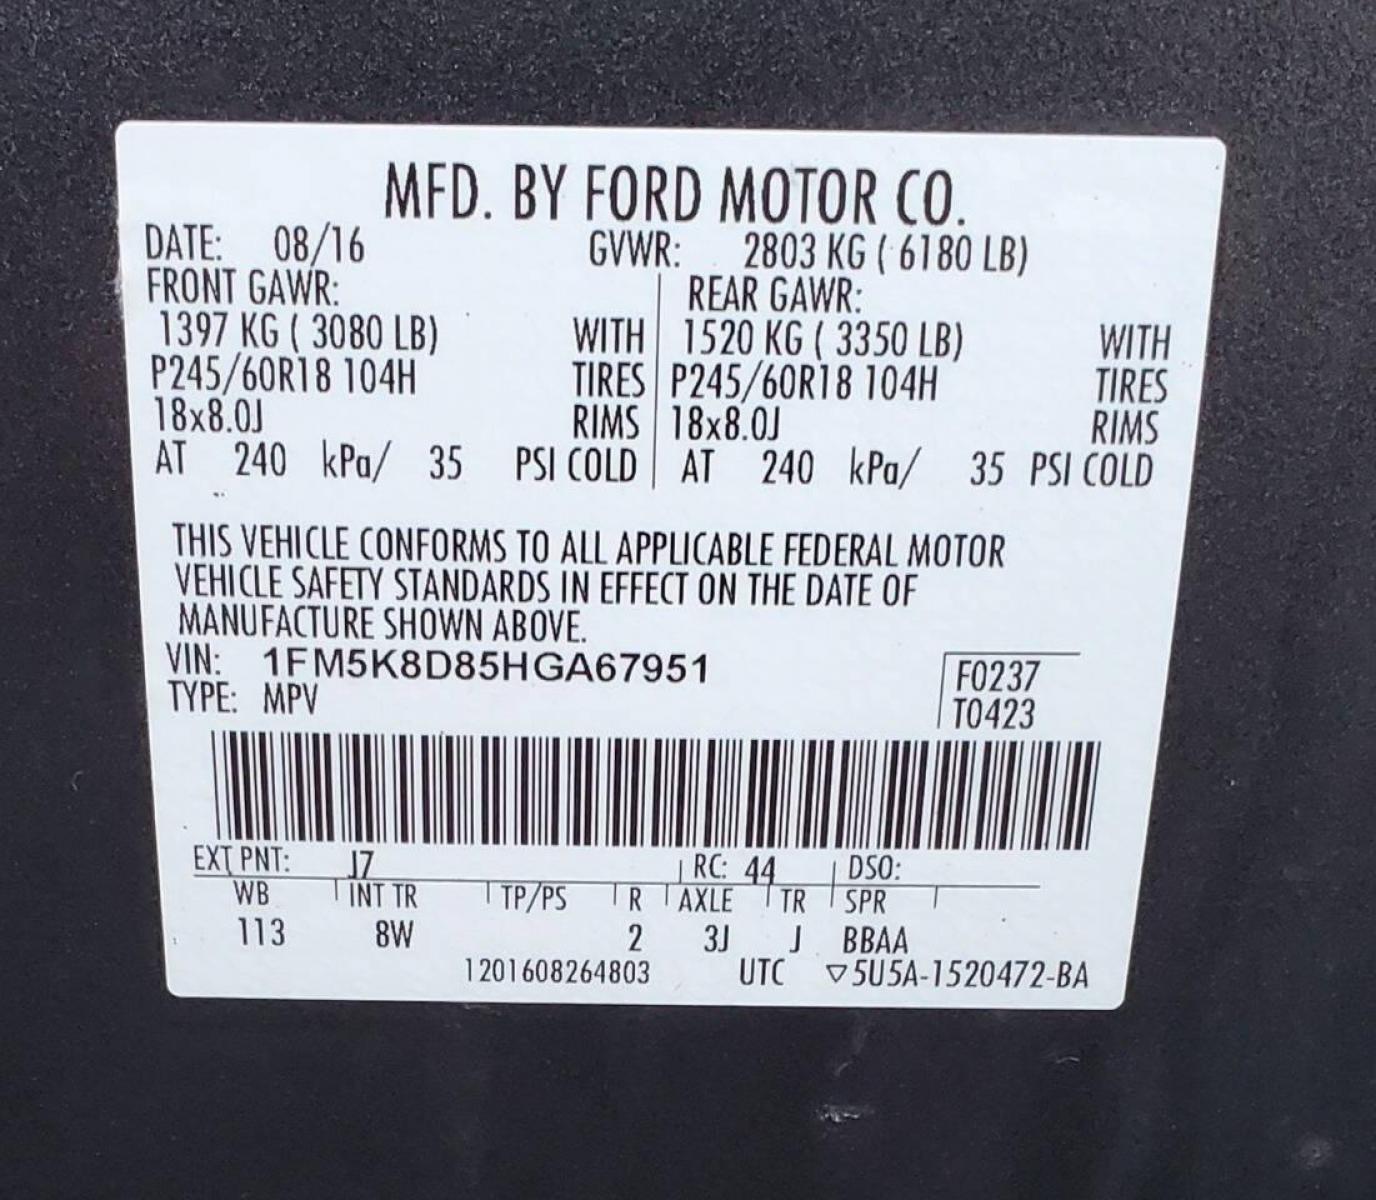 MFD. BY FORD MOTOR CO.
DATE: 08/16 GVWR: 2803 KG ( 6180 LB)
FRONT GAWR: REAR GAWR:
1397 KG ( 3080 LB) WITH 1520 KG ( 3350 LB) WITH
P245/60R18 104H TIRES P245/60R18 104H TIRES
18x8.0J RIMS 18x8.0J RIMS
AT 240 kPa/ 35 PSI COLD AT 240 kPa/ 35 PSI COLD
THIS VEHICLE CONFORMS TO ALL APPLICABLE FEDERAL MOTOR
VEHICLE SAFETY STANDARDS IN EFFECT ON THE DATE OF
MANUFACTURE SHOWN ABOVE.
VIN: 1FM5K8D85HGA67951 F0237
TYPE: MPV T0423
EXT PNT: J7 RC: 44 DSO:
WB INT TR TP/PS R AXLE TR SPR
113 8W 2 3J J BBAA
1201608264803 UTC ▽5U5A-1520472-BA